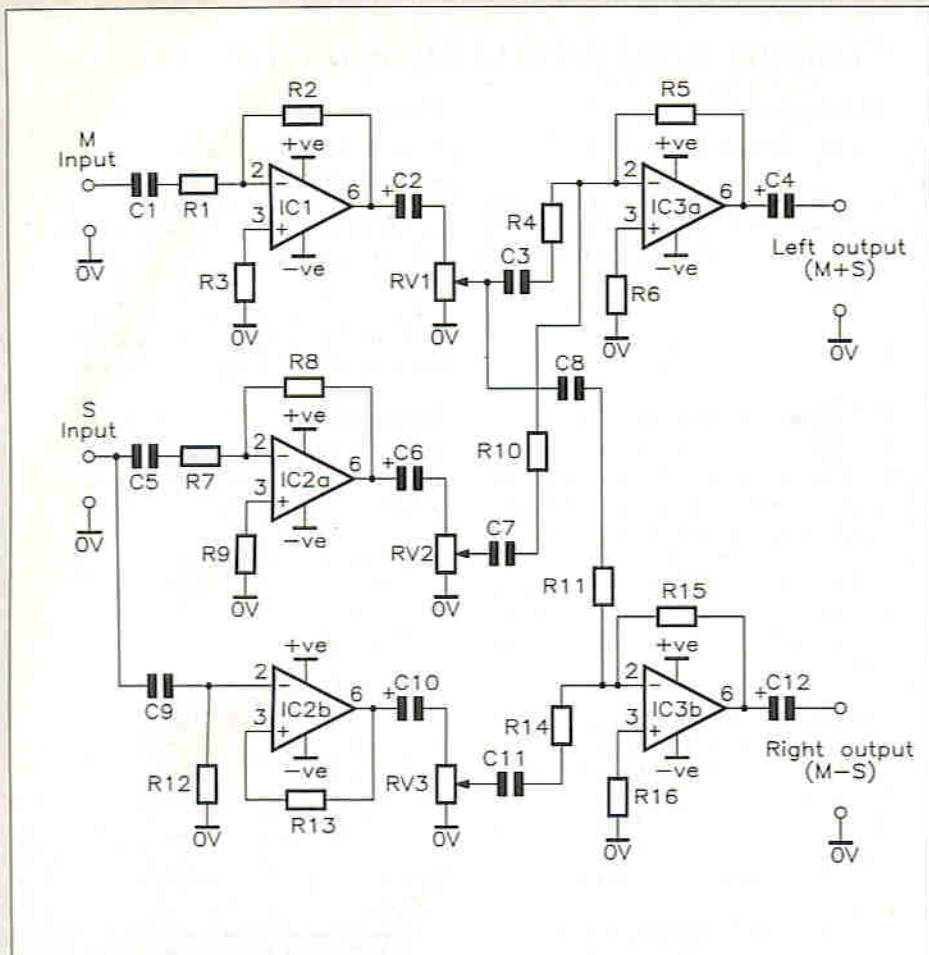 R2
R5
M
Input
+ve
+ve
2
-
6
+
C2
2
-
6
+
C4
C1
R1
IC1
R4
IC3a
3
+
3
+
-ve
C3
-ve
Left output
(M+S)
0V
R3
RV1
R6
0V
0V
0V
0V
R8
C8
S
Input
+ve
2
-
6
+
C6
R10
C5
R7
IC2a
3
+
-ve
C7
0V
R9
RV2
R11
R15
0V
0V
+ve
+ve
2
-
6
+
C10
2
-
6
+
C12
C9
IC2b
R14
IC3b
3
+
3
+
-ve
C11
-ve
Right output
(M-S)
R12
RV3
R16
R13
0V
0V
0V
0V